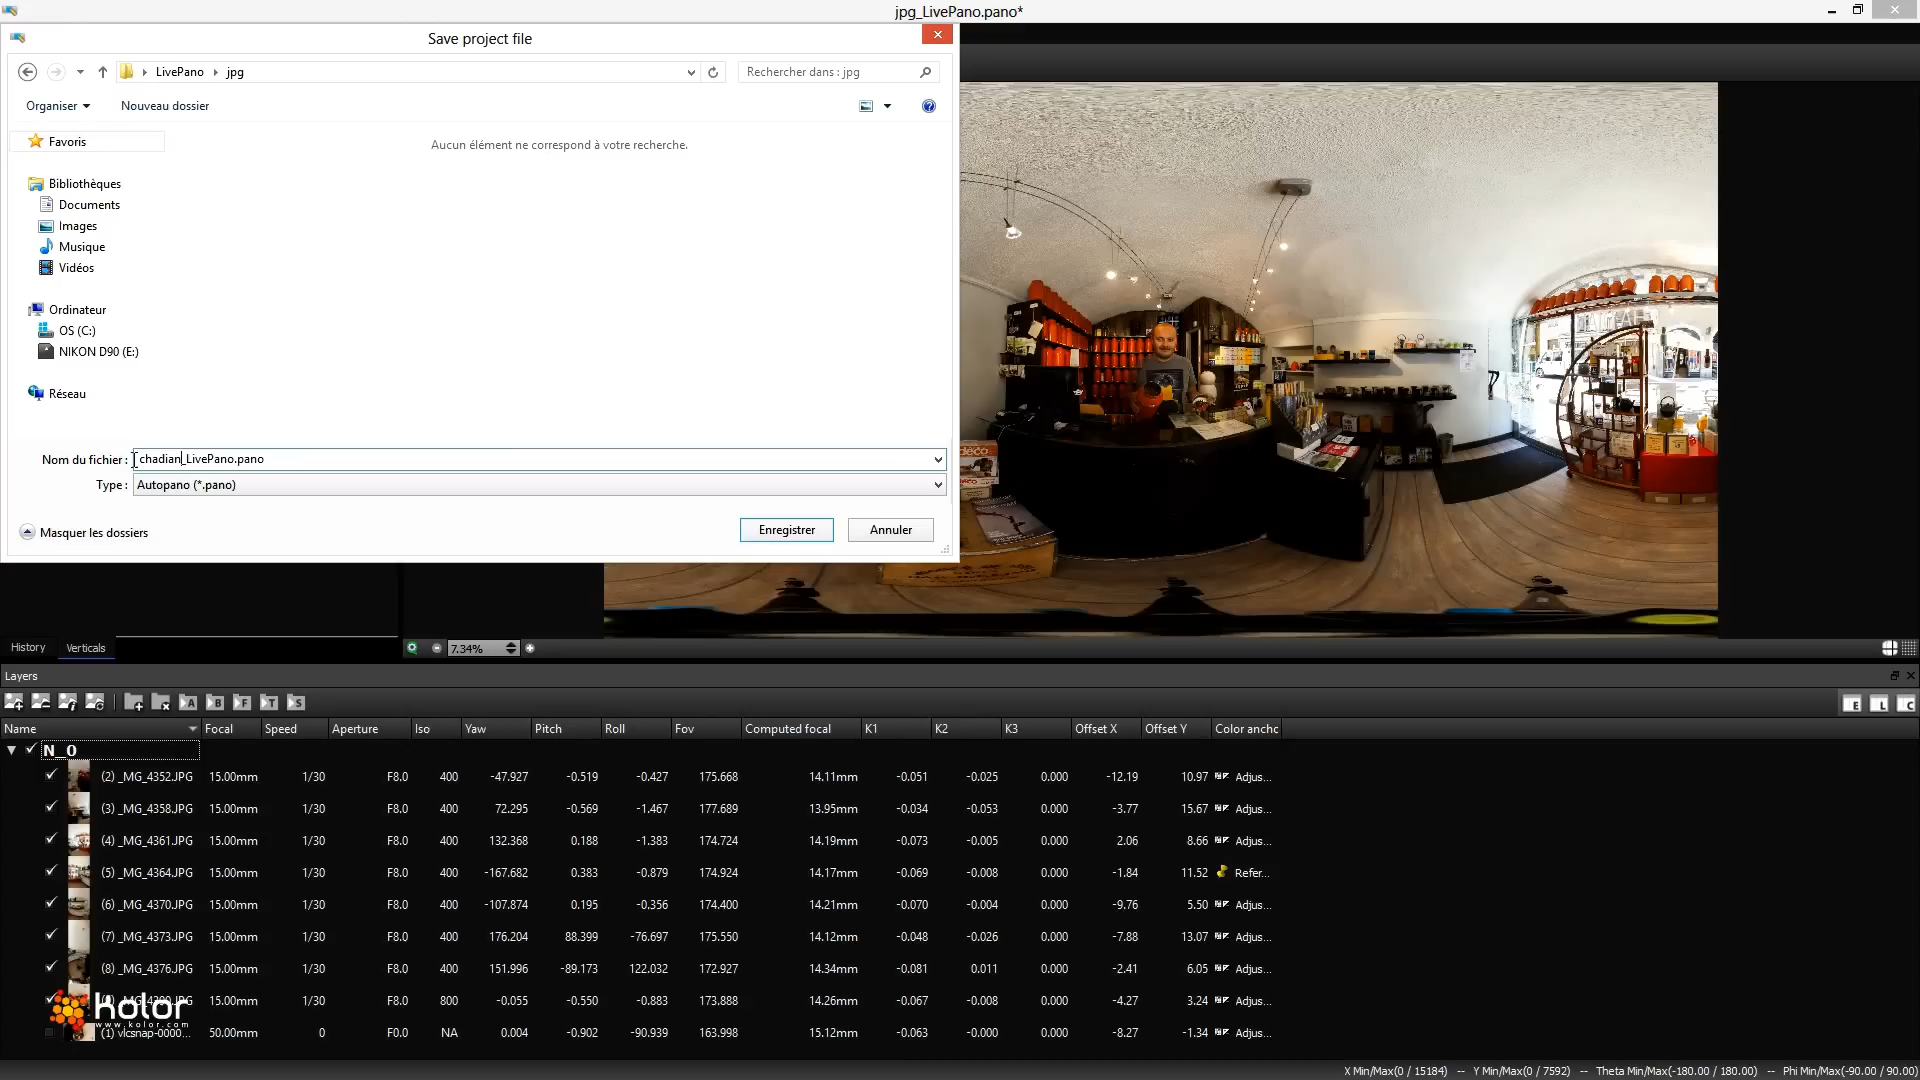 jpg_LivePano.pano*
Save project file
LivePano jpg
Rechercher dans : jpg
Organiser Nouveau dossier
Favoris
Aucun élément ne correspond à votre recherche.
Bibliothèques
Documents
Images
Musique
Vidéos
Ordinateur
OS (C:)
NIKON D90 (E:)
Réseau
Nom du fichier : chadian_LivePano.pano
Type : Autopano (*.pano)
Masquer les dossiers Enregistrer Annuler
History Verticals 7.34%
Layers
A B F T S E L C
Name Focal Speed Aperture Iso Yaw Pitch Roll Fov Computed focal K1 K2 K3 Offset X Offset Y Color anchc
N_0
(2) _MG_4352.JPG 15.00mm 1/30 F8.0 400 -47.927 -0.519 -0.427 175.668 14.11mm -0.051 -0.025 0.000 -12.19 10.97 Adjus...
(3) _MG_4358.JPG 15.00mm 1/30 F8.0 400 72.295 -0.569 -1.467 177.689 13.95mm -0.034 -0.053 0.000 -3.77 15.67 Adjus...
(4) _MG_4361.JPG 15.00mm 1/30 F8.0 400 132.368 0.188 -1.383 174.724 14.19mm -0.073 -0.005 0.000 2.06 8.66 Adjus...
(5) _MG_4364.JPG 15.00mm 1/30 F8.0 400 -167.682 0.383 -0.879 174.924 14.17mm -0.069 -0.008 0.000 -1.84 11.52 Refer...
(6) _MG_4370.JPG 15.00mm 1/30 F8.0 400 -107.874 0.195 -0.356 174.400 14.21mm -0.070 -0.004 0.000 -9.76 5.50 Adjus...
(7) _MG_4373.JPG 15.00mm 1/30 F8.0 400 176.204 88.399 -76.697 175.550 14.12mm -0.048 -0.026 0.000 -7.88 13.07 Adjus...
(8) _MG_4376.JPG 15.00mm 1/30 F8.0 400 151.996 -89.173 122.032 172.927 14.34mm -0.081 0.011 0.000 -2.41 6.05 Adjus...
15.00mm 1/30 F8.0 800 -0.055 -0.550 -0.883 173.888 14.26mm -0.067 -0.008 0.000 -4.27 3.24 Adjus...
kolor
www.kolor.com
(1) vlcsnap-0000... 50.00mm 0 F0.0 NA 0.004 -0.902 -90.939 163.998 15.12mm -0.063 -0.000 0.000 -8.27 -1.34 Adjus...
X Min/Max(0 / 15184) -- Y Min/Max(0 / 7592) -- Theta Min/Max(-180.00 / 180.00) -- Phi Min/Max(-90.00 / 90.00)